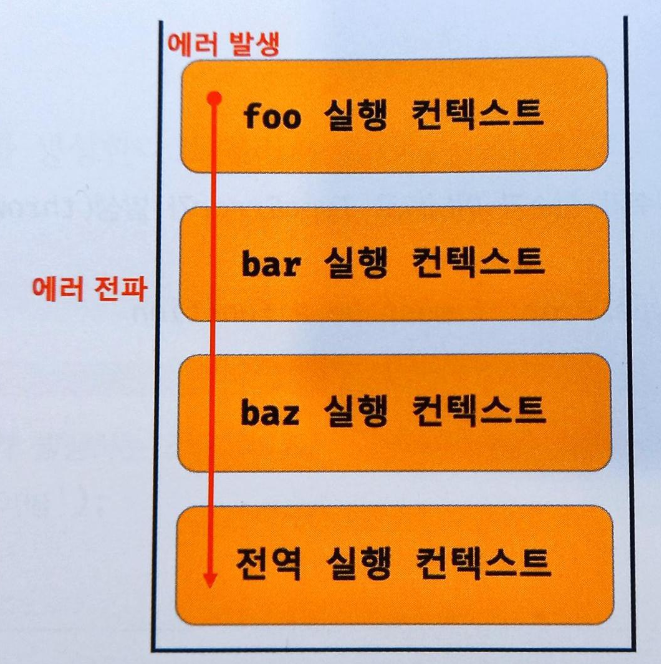 에러 발생
foo 실행 컨텍스트
bar 실행 컨텍스트
에러 전파
baz 실행 컨텍스트
전역 실행 컨텍스트